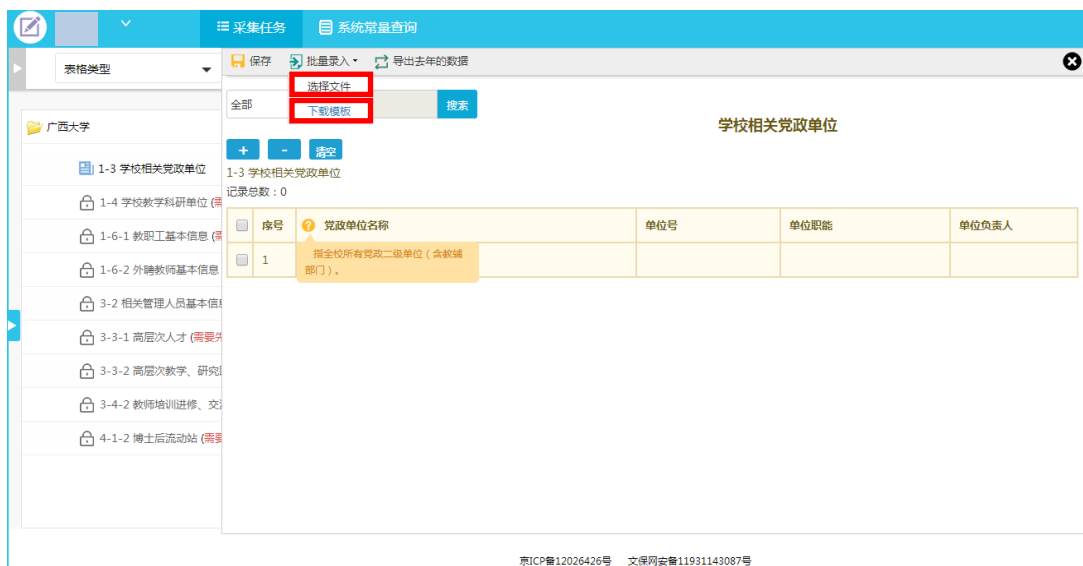 采集任务 系统常量查询
表格类型
保存 批量录入 导出去年的数据
选择文件
下载模板
全部
搜索
学校相关党政单位
广西大学
+ - 清空
1-3 学校相关党政单位
记录总数：0
1-3 学校相关党政单位
1-4 学校教学科研单位 (需
1-6-1 教职工基本信息 (需
1-6-2 外聘教师基本信息
3-2 相关管理人员基本信息
3-3-1 高层次人才 (需要先
3-3-2 高层次教学、研究
3-4-2 教师培训进修、交
4-1-2 博士后流动站 (需要
序号 党政单位名称 单位号 单位职能 单位负责人
1
指全校所有党政二级单位（含教辅
部门）。
京ICP备12026426号 文保网安备11931143087号